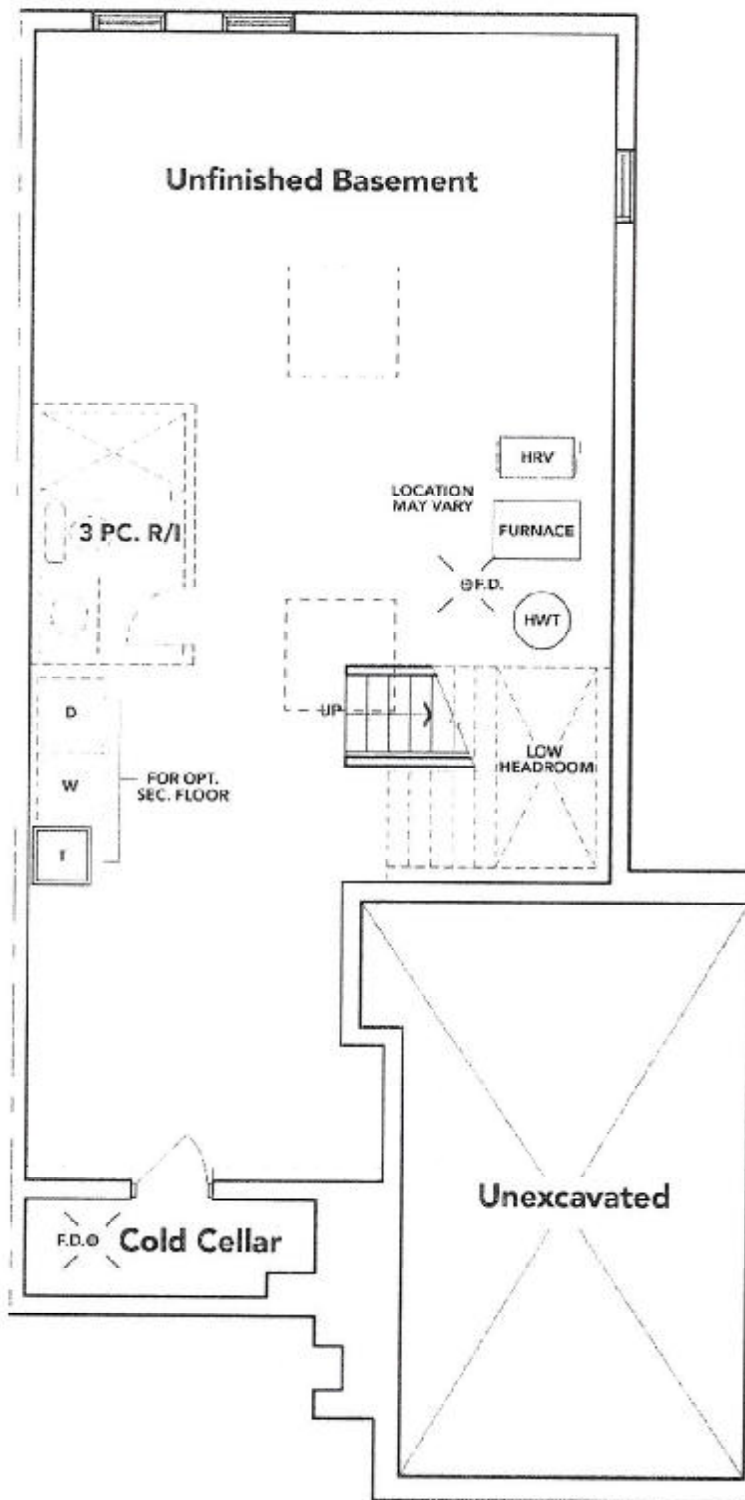 Unfinished Basement
HRV
LOCATION
MAY VARY
FURNACE
3 PC. R/I
F.D.
HWT
D
UP
W
FOR OPT.
SEC. FLOOR
LOW
HEADROOM
T
Unexcavated
F.D.
Cold Cellar